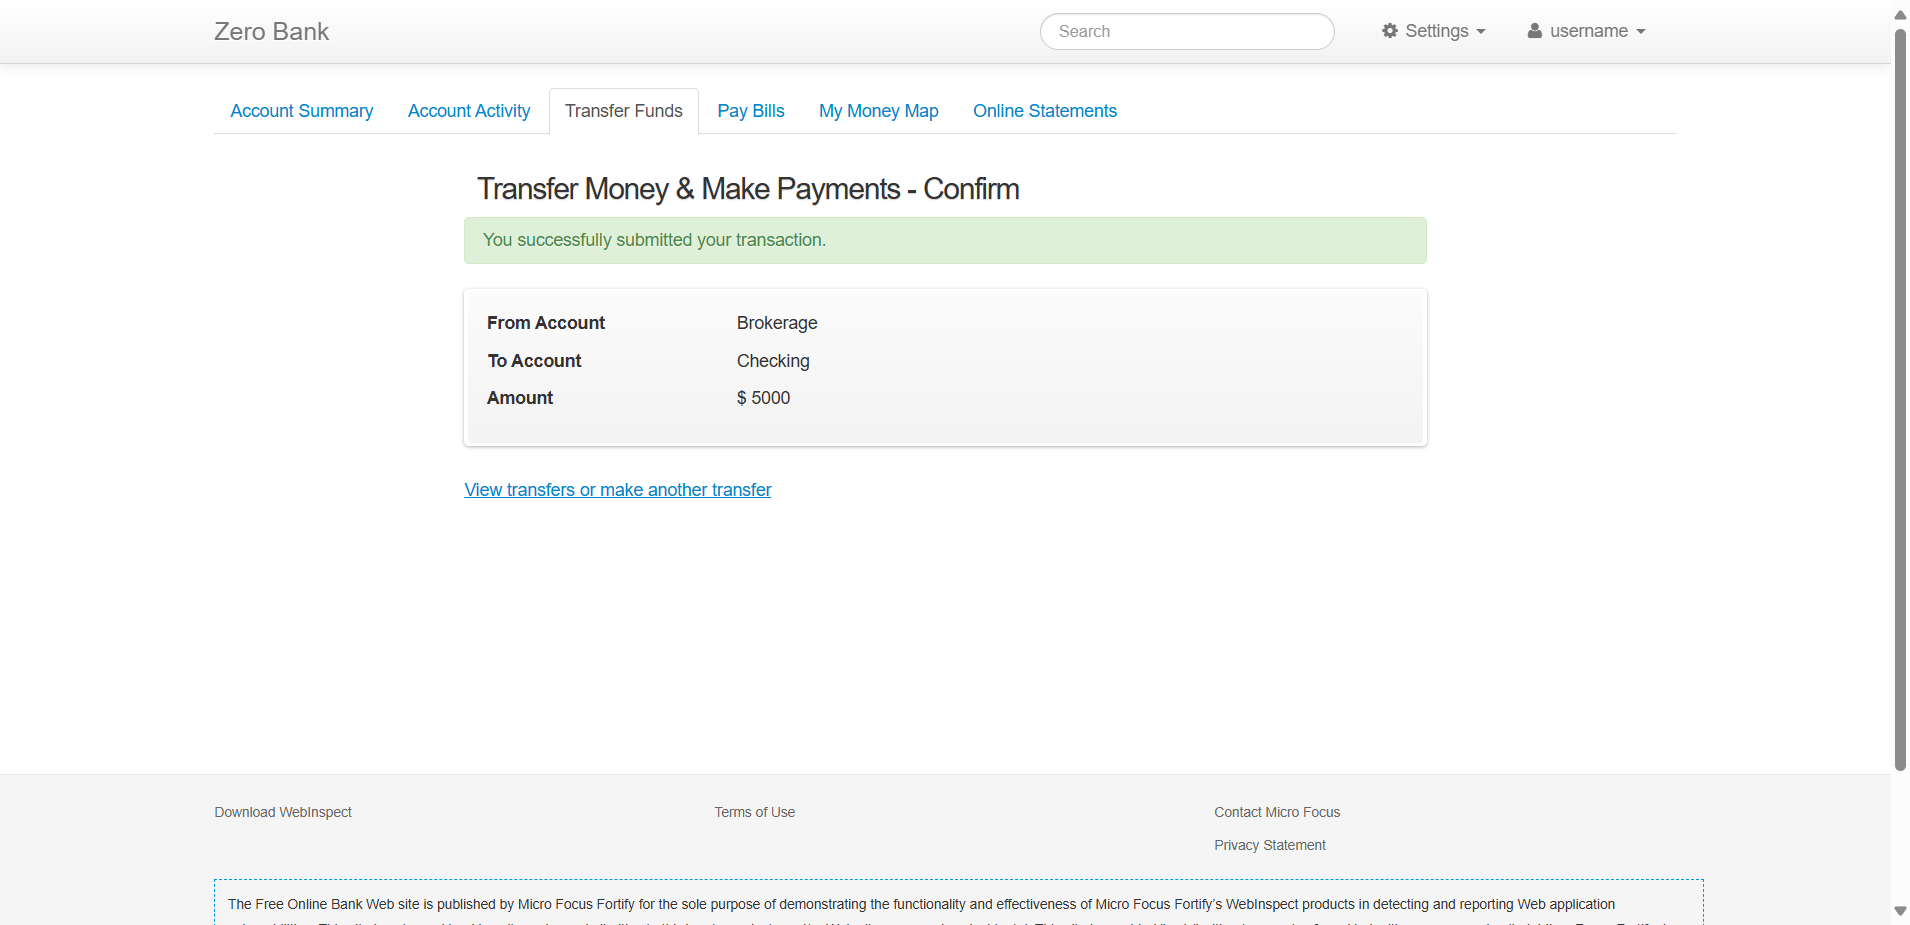 Zero Bank
Search
Settings
username
Account Summary
Account Activity
Transfer Funds
Pay Bills
My Money Map
Online Statements
Transfer Money & Make Payments - Confirm
You successfully submitted your transaction.
From Account Brokerage
To Account Checking
Amount $ 5000
View transfers or make another transfer
Download WebInspect
Terms of Use
Contact Micro Focus
Privacy Statement
The Free Online Bank Web site is published by Micro Focus Fortify for the sole purpose of demonstrating the functionality and effectiveness of Micro Focus Fortify's WebInspect products in detecting and reporting Web application